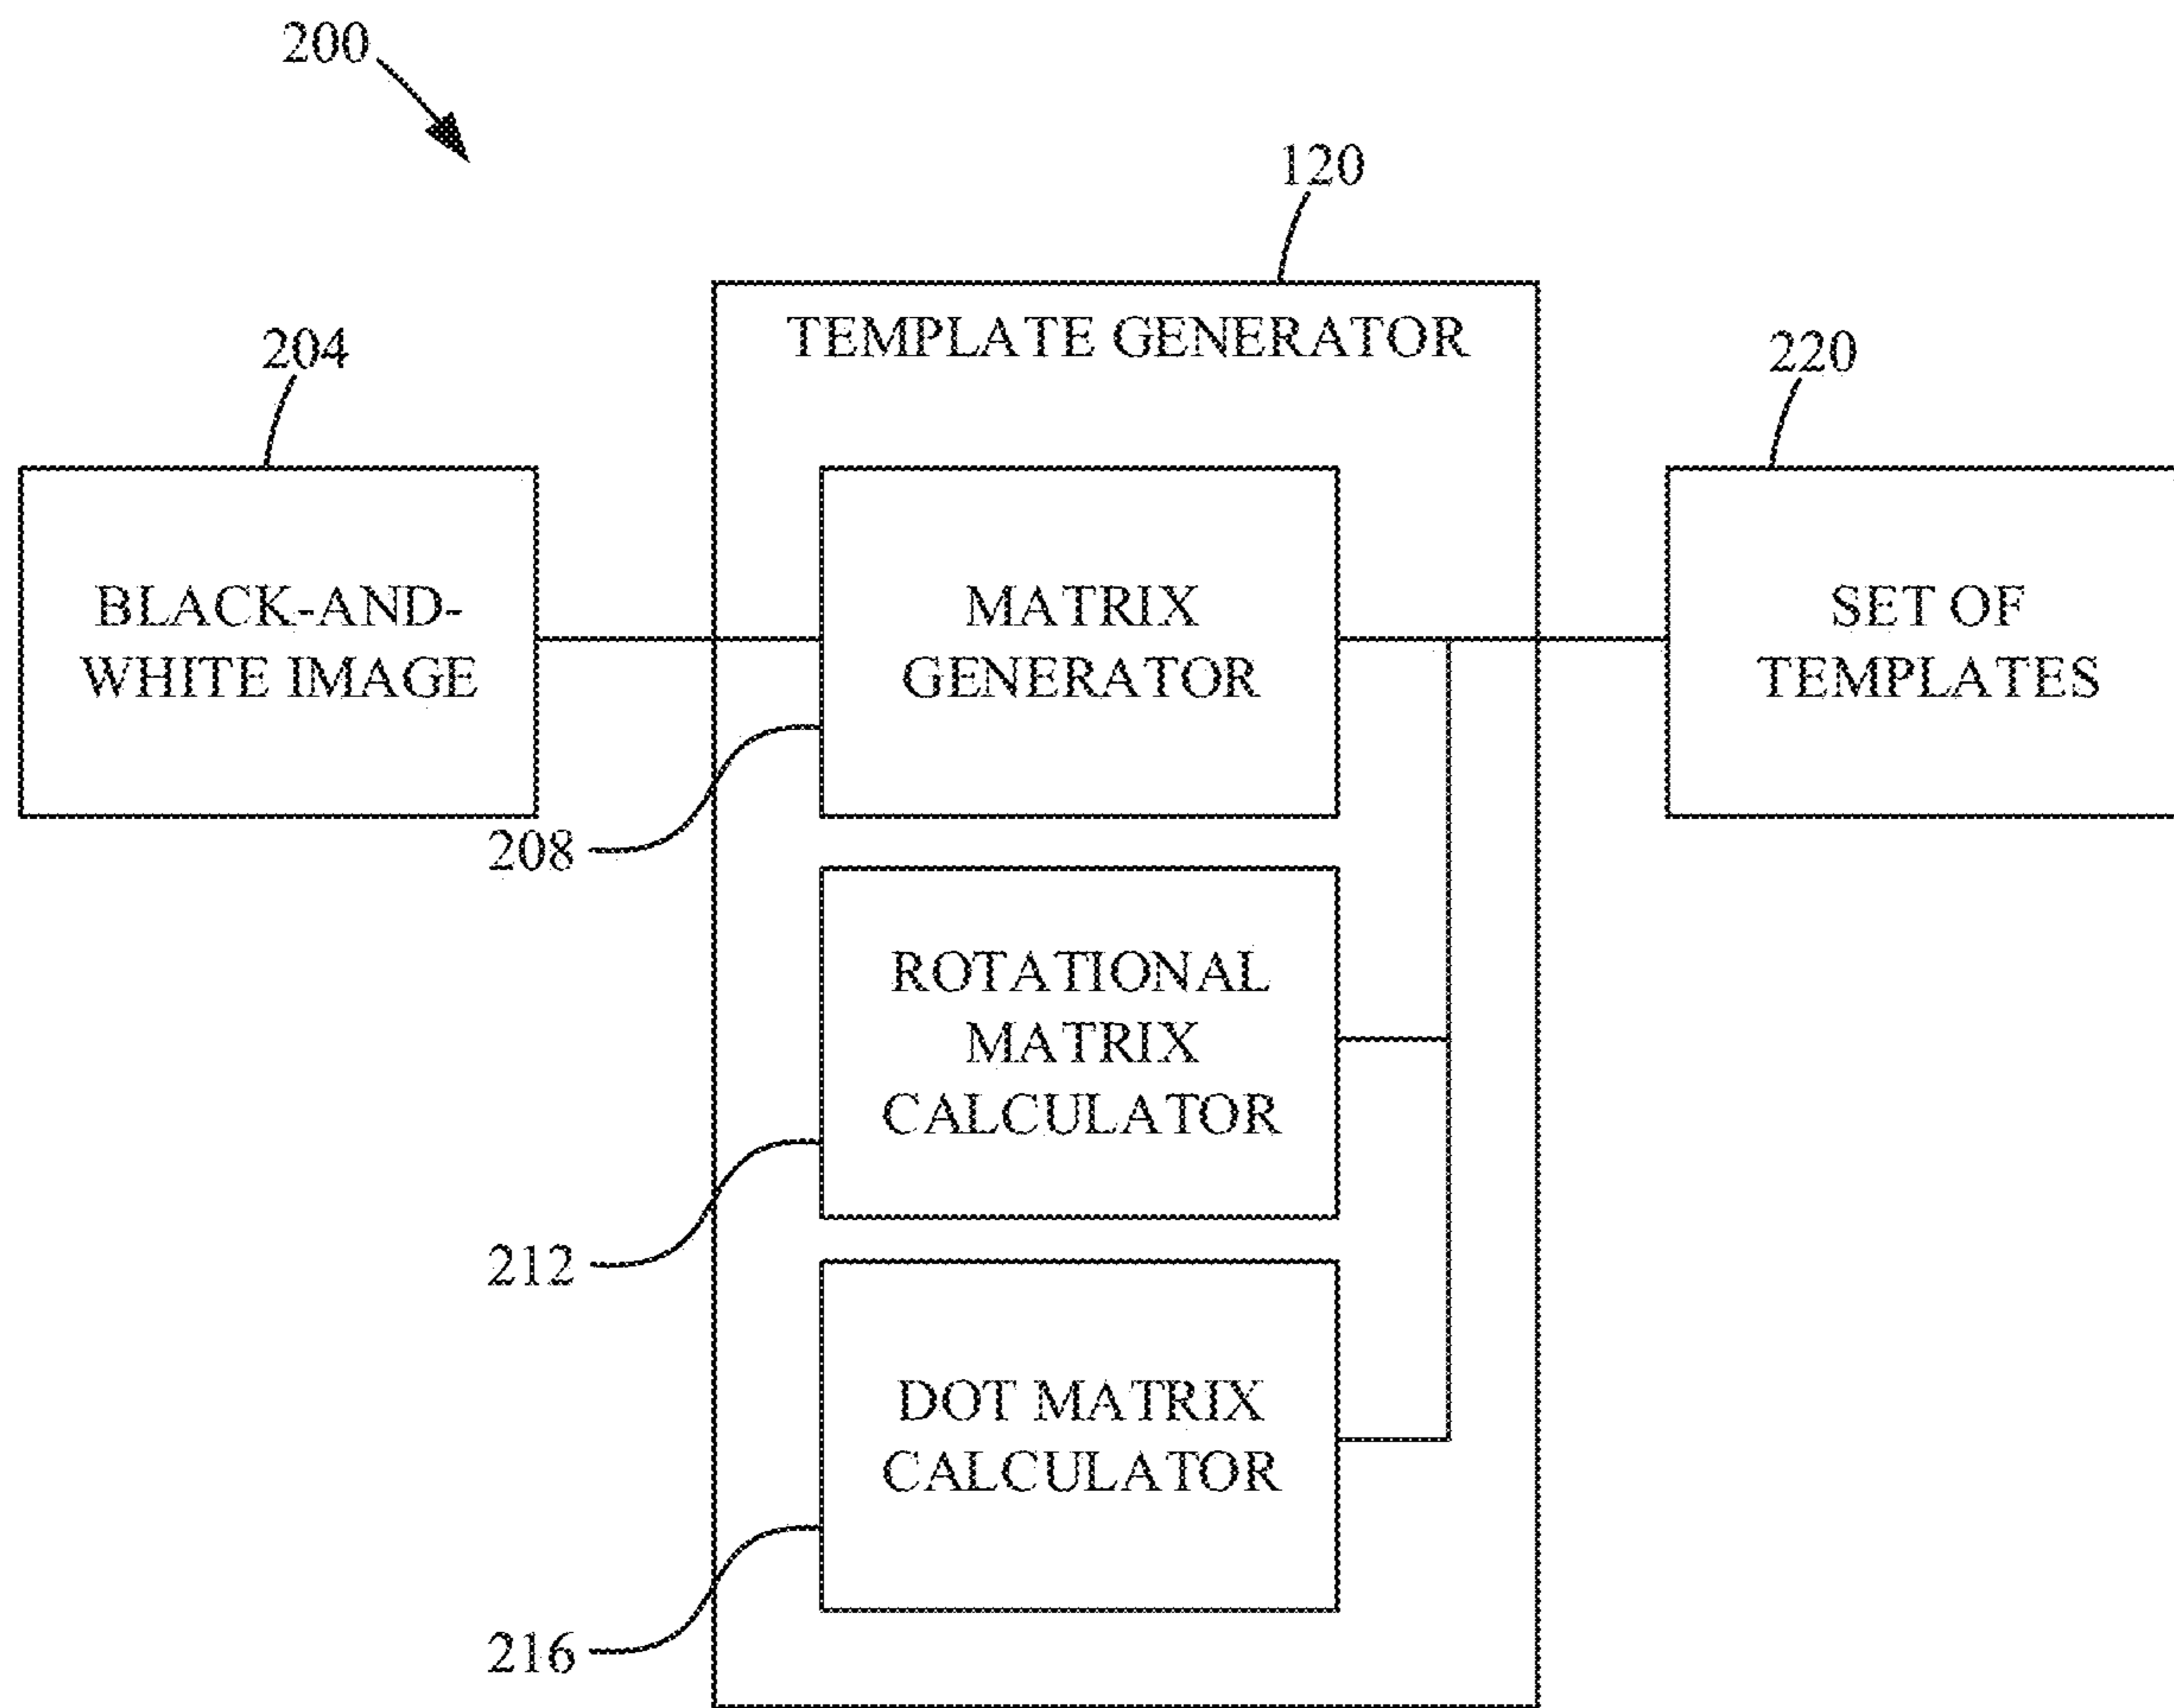 200
120
TEMPLATE GENERATOR
204
220
BLACK-AND-
WHITE IMAGE
MATRIX
GENERATOR
SET OF
TEMPLATES
208
ROTATIONAL
MATRIX
CALCULATOR
212
DOT MATRIX
CALCULATOR
216